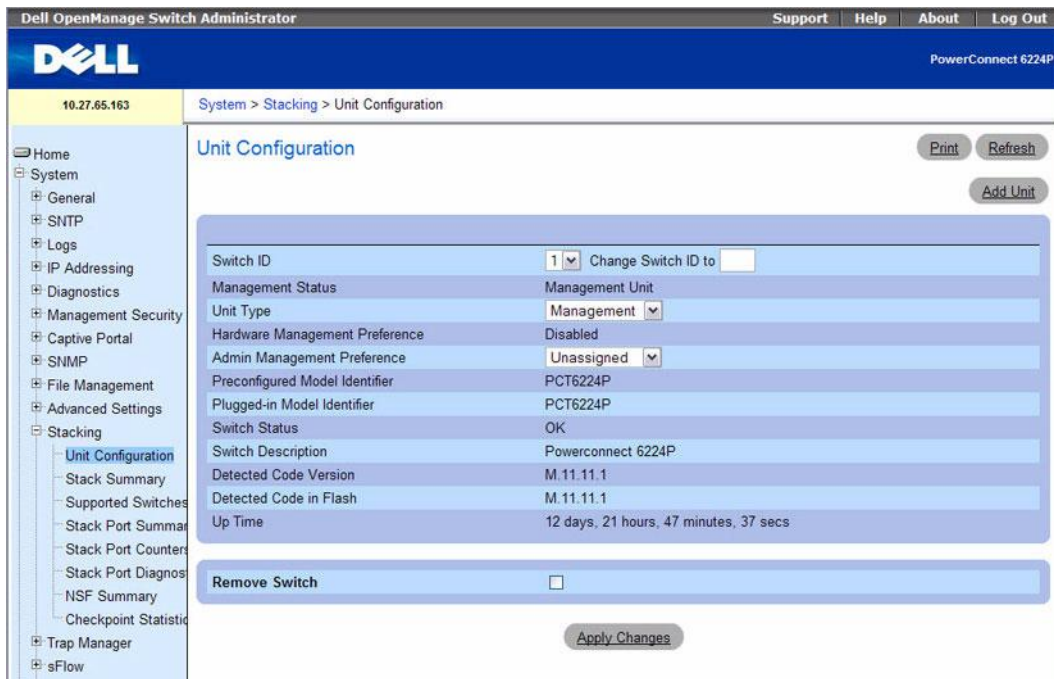 Dell OpenManage Switch Administrator Support Help About Log Out
DELL
PowerConnect 6224P
10.27.65.163
System > Stacking > Unit Configuration
Home
System
General
SNTP
Logs
IP Addressing
Diagnostics
Management Security
Captive Portal
SNMP
File Management
Advanced Settings
Stacking
Unit Configuration
Stack Summary
Supported Switches
Stack Port Summar
Stack Port Counters
Stack Port Diagnos
NSF Summary
Checkpoint Statistic
Trap Manager
sFlow
Unit Configuration
Print Refresh
Add Unit
Switch ID 1 Change Switch ID to
Management Status Management Unit
Unit Type Management
Hardware Management Preference Disabled
Admin Management Preference Unassigned
Preconfigured Model Identifier PCT6224P
Plugged-in Model Identifier PCT6224P
Switch Status OK
Switch Description Powerconnect 6224P
Detected Code Version M.11.11.1
Detected Code in Flash M.11.11.1
Up Time 12 days, 21 hours, 47 minutes, 37 secs
Remove Switch
Apply Changes